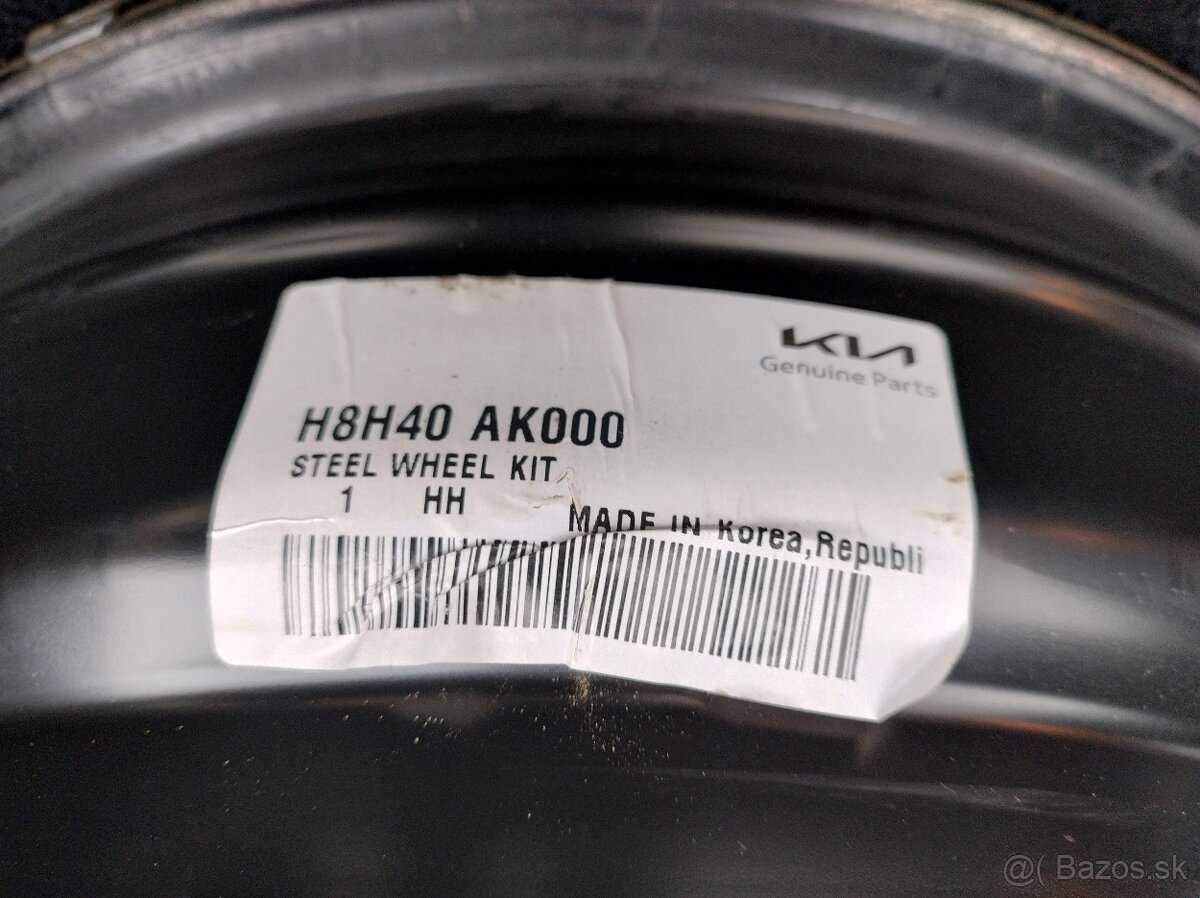 KIA
Genuine Parts
H8H40 AK000
STEEL WHEEL KIT
1 HH
MADE IN Korea,Republi
@( Bazos.sk